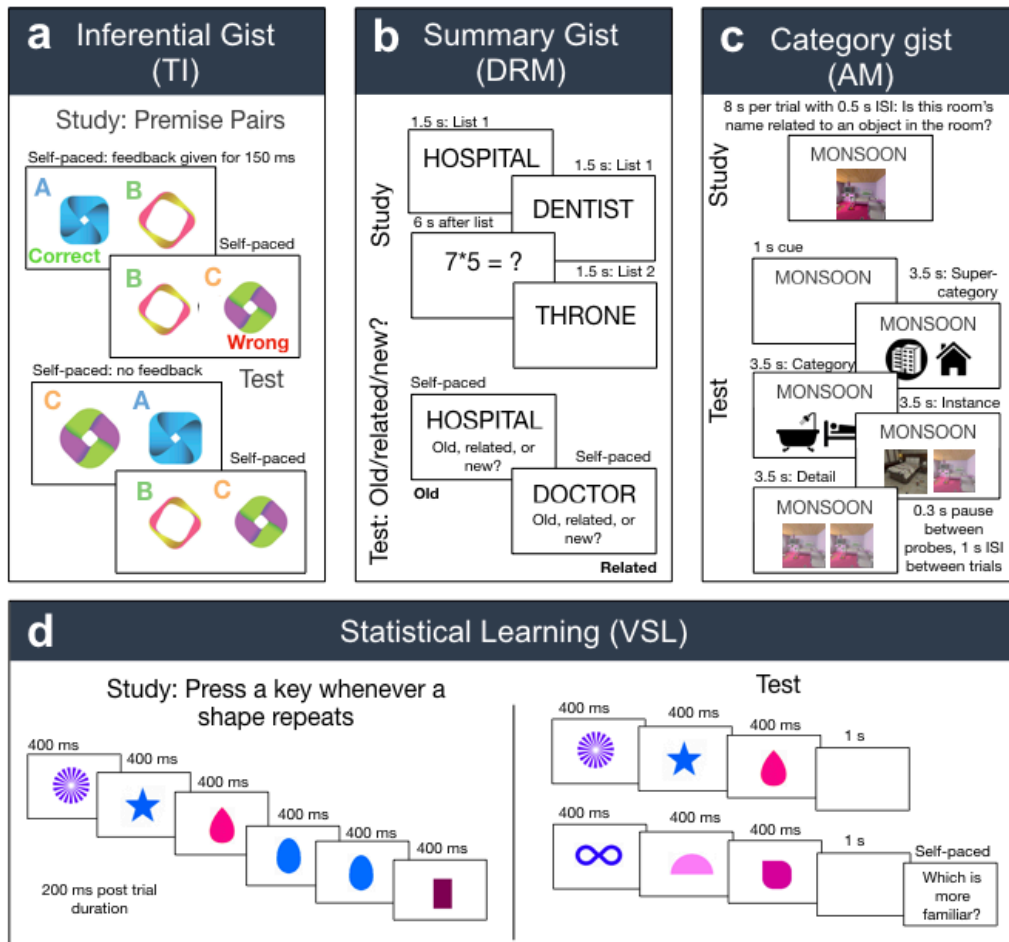 a Inferential Gist
(TI)
Study: Premise Pairs
Self-paced: feedback given for 150 ms
A
B
Correct
Self-paced
B
C
Wrong
Self-paced: no feedback
Test
C
A
Self-paced
B
C
b Summary Gist
(DRM)
Study
1.5 s: List 1
HOSPITAL
1.5 s: List 1
DENTIST
6 s after list
7*5 = ?
1.5 s: List 2
THRONE
Test: Old/related/new?
Self-paced
HOSPITAL
Old, related, or
new?
Old
Self-paced
DOCTOR
Old, related, or
new?
Related
c Category gist
(AM)
8 s per trial with 0.5 s ISI: Is this room's
name related to an object in the room?
Study
MONSOON
Test
1 s cue
MONSOON
3.5 s: Super-
category
MONSOON
3.5 s: Category
MONSOON
3.5 s: Instance
MONSOON
3.5 s: Detail
MONSOON
0.3 s pause
between
probes, 1 s ISI
between trials
d Statistical Learning (VSL)
Study: Press a key whenever a
shape repeats
400 ms
400 ms
400 ms
400 ms
400 ms
400 ms
200 ms post trial
duration
Test
400 ms
400 ms
400 ms
1 s
400 ms
400 ms
400 ms
1 s
Self-paced
Which is
more
familiar?